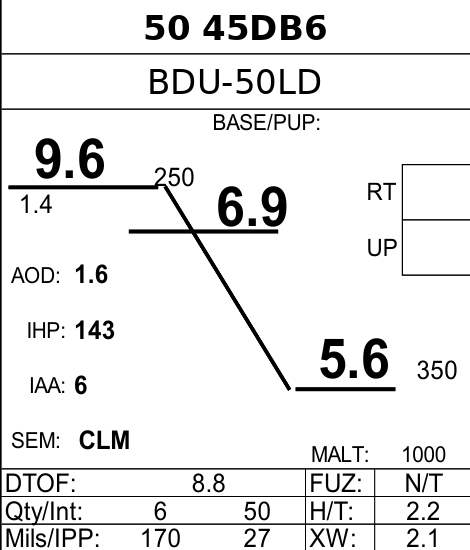 50 45DB6
BDU-50LD
BASE/PUP:
9.6
250
1.4
6.9
RT
UP
AOD: 1.6
IHP: 143
IAA: 6
5.6
350
SEM: CLM
MALT: 1000
DTOF: 8.8 FUZ: N/T
Qty/Int: 6 50 H/T: 2.2
Mils/IPP: 170 27 XW: 2.1